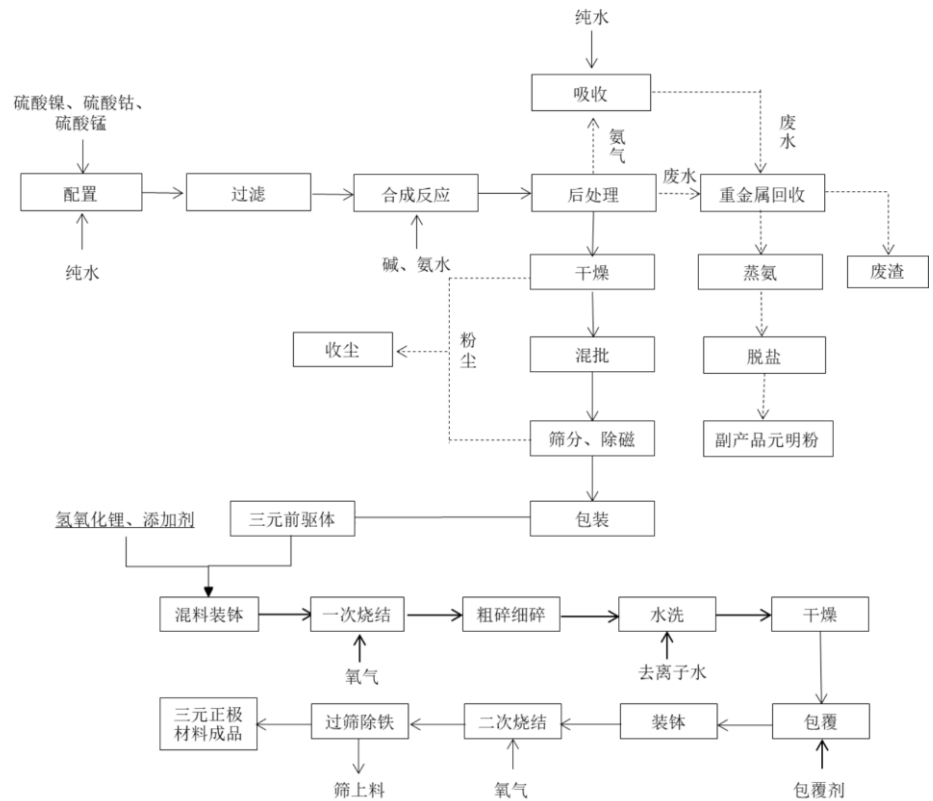 纯水
吸收
硫酸镍、硫酸钴、
硫酸锰
氨
气
废
水
废水
配置
过滤
合成反应
后处理
重金属回收
纯水
碱、氨水
干燥
蒸氨
废渣
收尘
粉
尘
混批
脱盐
筛分、除磁
副产品元明粉
氢氧化锂、添加剂
三元前驱体
包装
混料装钵
一次烧结
粗碎细碎
水洗
干燥
氧气
去离子水
三元正极
材料成品
过筛除铁
二次烧结
装钵
包覆
筛上料
氧气
包覆剂